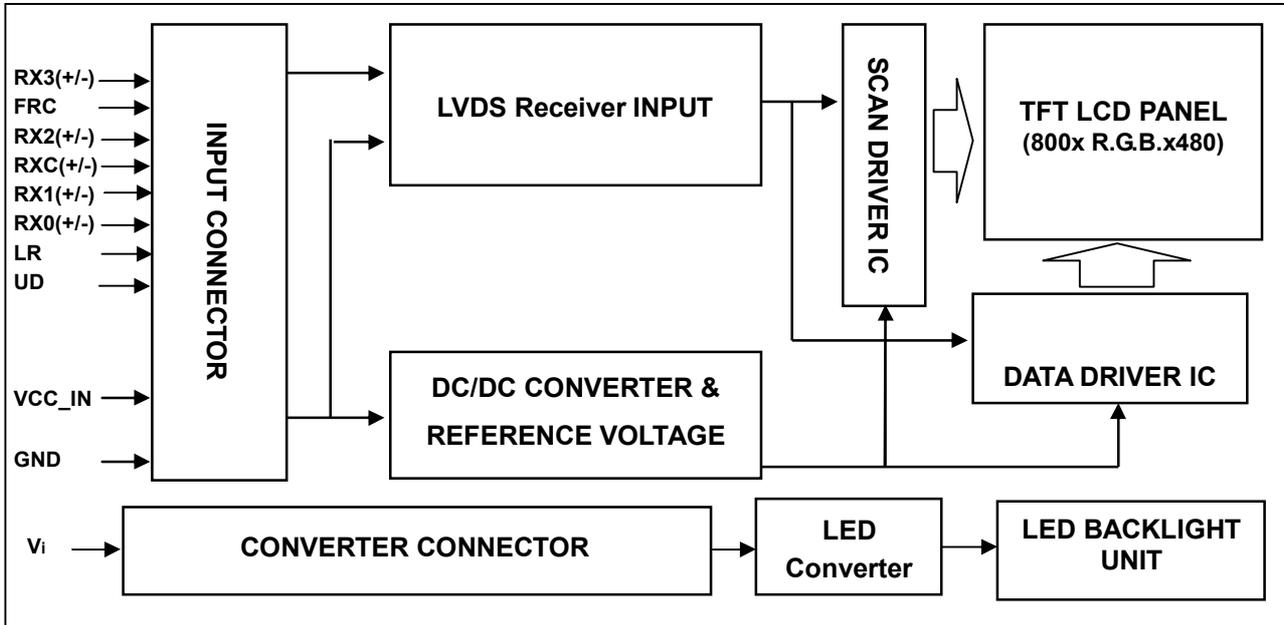 RX3(+/-)
FRC
RX2(+/-)
RXC(+/-)
RX1(+/-)
RX0(+/-)
LR
UD
VCC_IN
GND
INPUT CONNECTOR
LVDS Receiver INPUT
SCAN DRIVER IC
TFT LCD PANEL
(800x R.G.B.x480)
DC/DC CONVERTER &
REFERENCE VOLTAGE
DATA DRIVER IC
Vi
CONVERTER CONNECTOR
LED
Converter
LED BACKLIGHT
UNIT